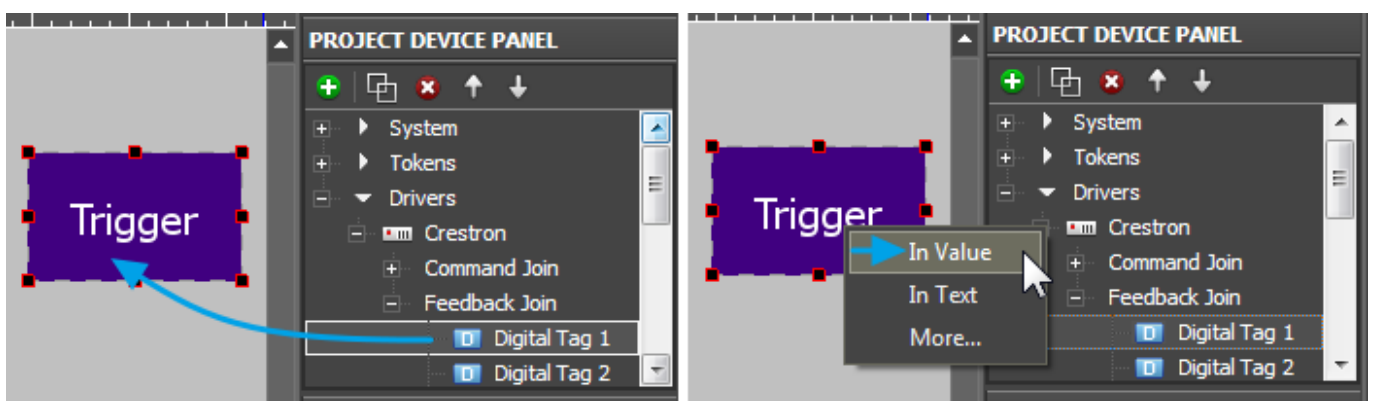 PROJECT DEVICE PANEL
System
Tokens
Drivers
Crestron
Command Join
Feedback Join
D Digital Tag 1
D Digital Tag 2
Trigger
PROJECT DEVICE PANEL
System
Tokens
Drivers
Crestron
Command Join
Feedback Join
D Digital Tag 1
D Digital Tag 2
Trigger
In Value
In Text
More...